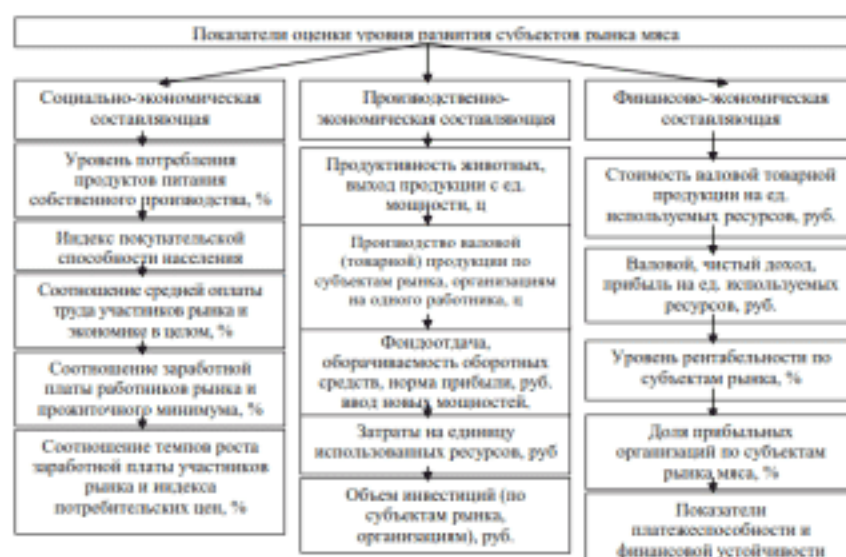 Показатели оценки уровня развития субъектов рынка мяса
Социально-экономическая
составляющая
Уровень потребления
продуктов питания
собственного производства, %
Индекс покупательской
способности населения
Соотношение средней оплаты
труда участников рынка и
экономике в целом, %
Соотношение заработной
платы работников рынка и
прожиточного минимума, %
Соотношение темпов роста
заработной платы участников
рынка и индекса
потребительских цен, %
Производственно-
экономическая составляющая
Продуктивность животных,
выход продукции с ед.
мощности, ц
Производство валовой
(товарной) продукции по
субъектам рынка, организациям
на одного работника, ц
Фондоотдача,
оборачиваемость оборотных
средств, норма прибыли, руб.
ввод новых мощностей,
Затраты на единицу
использованных ресурсов, руб
Объем инвестиций (по
субъектам рынка,
организациям), руб.
Финансово-экономическая
составляющая
Стоимость валовой товарной
продукции на ед.
используемых ресурсов, руб.
Валовой, чистый доход,
прибыль на ед. используемых
ресурсов, руб.
Уровень рентабельности по
субъектам рынка, %
Доля прибыльных
организаций по субъектам
рынка мяса, %
Показатели
платежеспособности и
финансовой устойчивости